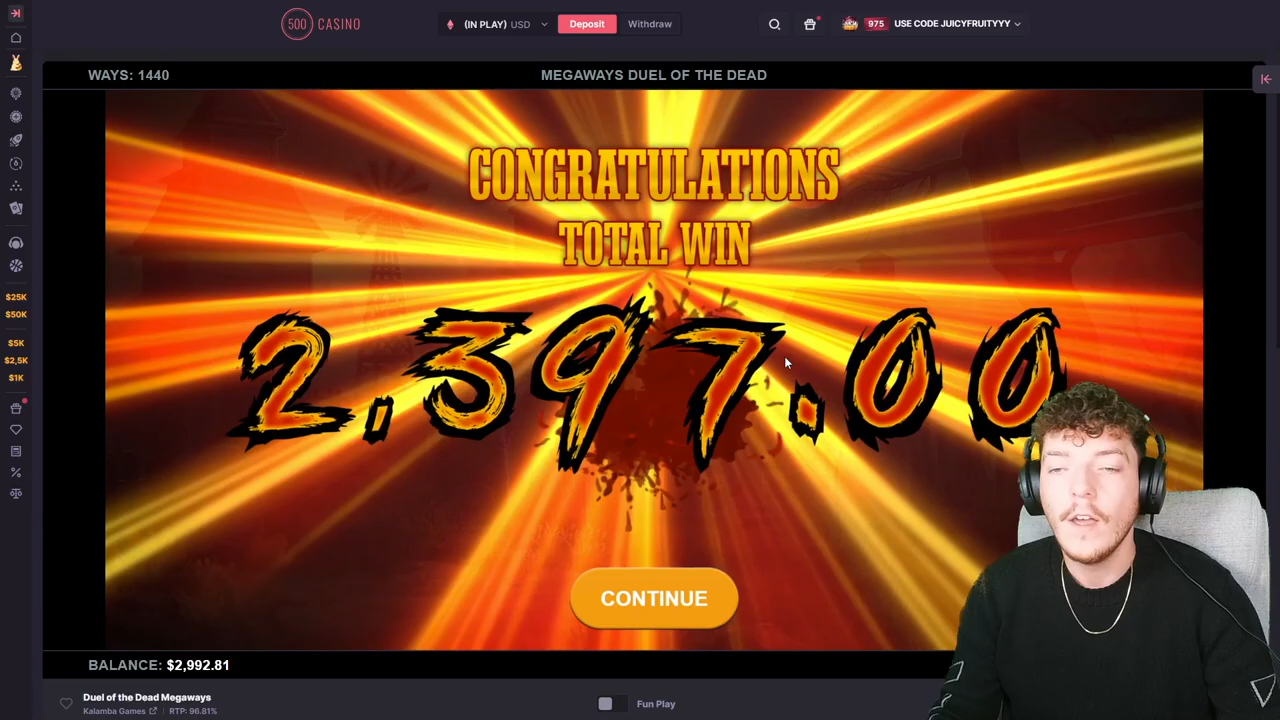 500 CASINO
(IN PLAY) USD
Deposit
Withdraw
975
USE CODE JUICYFRUITYYY
WAYS: 1440
MEGAWAYS DUEL OF THE DEAD
CONGRATULATIONS
TOTAL WIN
2,397.00
CONTINUE
$25K
$50K
$5K
$2,5K
$1K
BALANCE: $2,992.81
Duel of the Dead Megaways
Kalamba Games | RTP: 96.81%
Fun Play